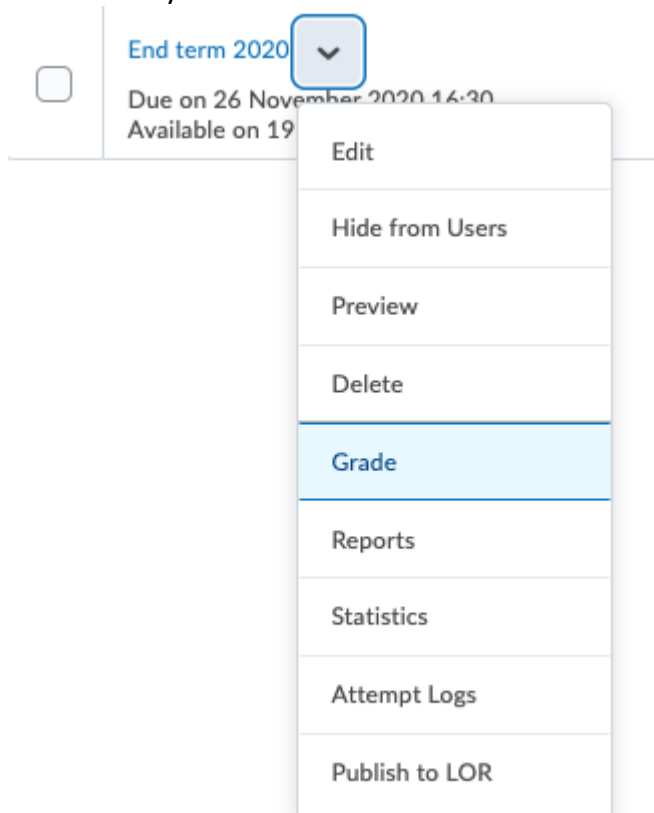 End term 2020
Due on 26 November 2020 16:30
Available on 19
Edit
Hide from Users
Preview
Delete
Grade
Reports
Statistics
Attempt Logs
Publish to LOR